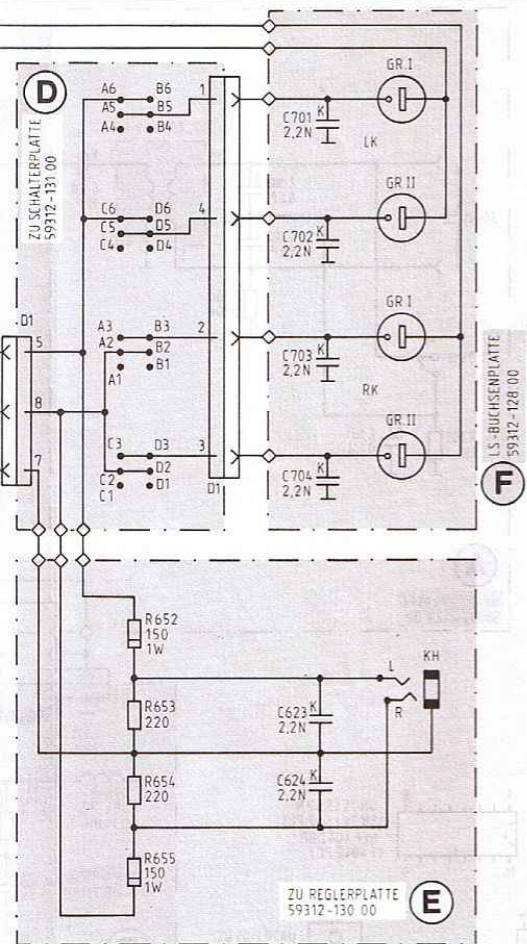 D
ZU SCHALTERPLATTE
59312-131 00
A6
B6
A5
B5
A4
B4
1
C6
D6
C5
D5
C4
D4
4
A3
B3
A2
B2
A1
B1
2
C3
D3
C2
D2
C1
D1
3
D1
D1
5
8
7
GR.I
C701
K
2,2N
LK
GR.II
C702
K
2,2N
GR.I
C703
K
2,2N
RK
GR.II
C704
K
2,2N
LS-BUCHSENPLATTE
59312-128 00
F
R652
150
1W
R653
220
R654
220
R655
150
1W
C623
K
2,2N
C624
K
2,2N
L
R
KH
ZU REGLERPLATTE
59312-130 00
E